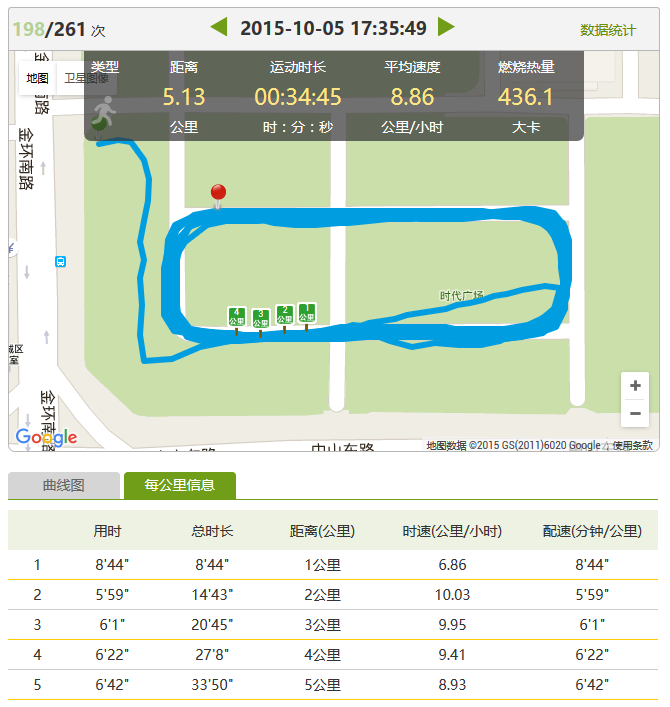 198/261 次
2015-10-05 17:35:49
数据统计
地图 卫星图像
类型 距离 运动时长 平均速度 燃烧热量
5.13 00:34:45 8.86 436.1
公里 时：分：秒 公里/小时 大卡
金环南路
金环南路
4 公里
3 公里
2 公里
1 公里
时代广场
城区
室
金环南路
+
−
Google
中山东路
地图数据 ©2015 GS(2011)6020 Google 使用条款
曲线图 每公里信息
用时 总时长 距离(公里) 时速(公里/小时) 配速(分钟/公里)
1 8'44" 8'44" 1公里 6.86 8'44"
2 5'59" 14'43" 2公里 10.03 5'59"
3 6'1" 20'45" 3公里 9.95 6'1"
4 6'22" 27'8" 4公里 9.41 6'22"
5 6'42" 33'50" 5公里 8.93 6'42"